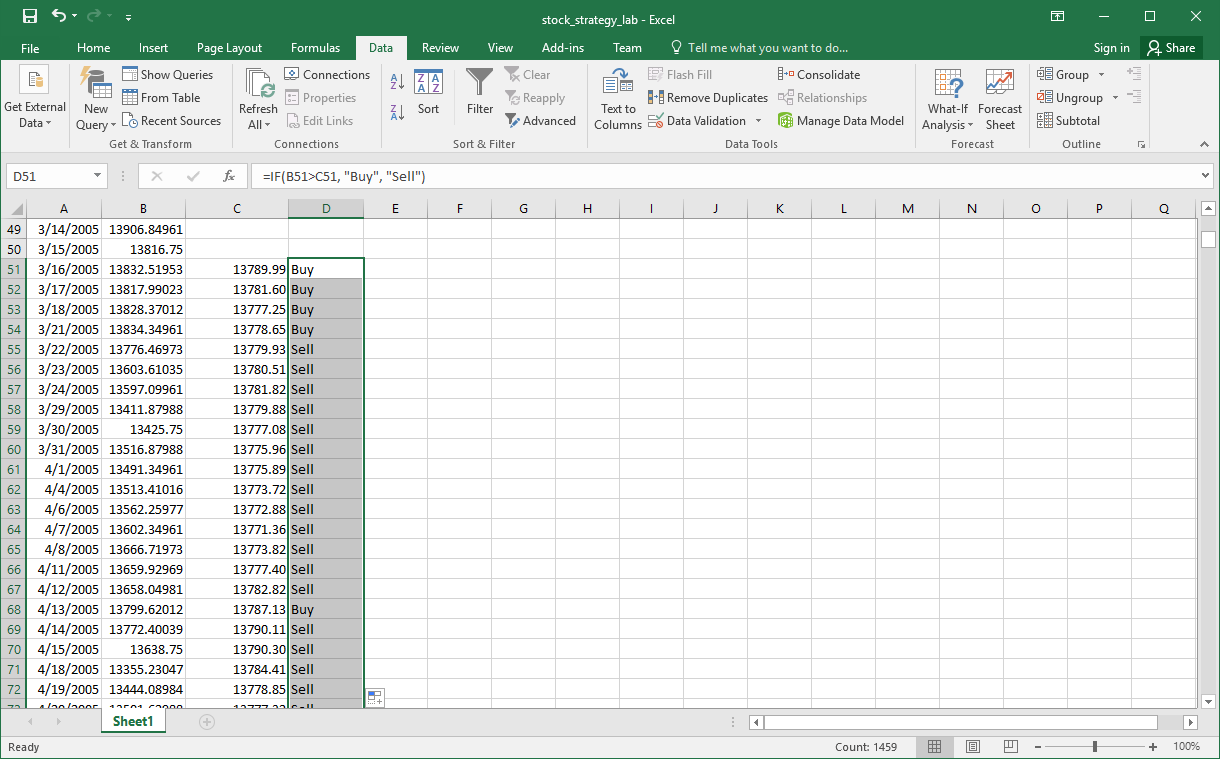 stock_strategy_lab - Excel
File Home Insert Page Layout Formulas Data Review View Add-ins Team Tell me what you want to do... Sign in Share
Get External Data
New Query
Show Queries
From Table
Recent Sources
Get & Transform
Refresh All
Connections
Properties
Edit Links
Connections
A Z
Z A
Z A A Z
Sort
Filter
Clear
Reapply
Advanced
Sort & Filter
Text to Columns
Flash Fill
Remove Duplicates
Data Validation
Consolidate
Relationships
Manage Data Model
Data Tools
What-If Analysis
Forecast Sheet
Forecast
Group
Ungroup
Subtotal
Outline
D51 fx =IF(B51>C51, "Buy", "Sell")
A B C D E F G H I J K L M N O P Q
49 3/14/2005 13906.84961
50 3/15/2005 13816.75
51 3/16/2005 13832.51953 13789.99 Buy
52 3/17/2005 13817.99023 13781.60 Buy
53 3/18/2005 13828.37012 13777.25 Buy
54 3/21/2005 13834.34961 13778.65 Buy
55 3/22/2005 13776.46973 13779.93 Sell
56 3/23/2005 13603.61035 13780.51 Sell
57 3/24/2005 13597.09961 13781.82 Sell
58 3/29/2005 13411.87988 13779.88 Sell
59 3/30/2005 13425.75 13777.08 Sell
60 3/31/2005 13516.87988 13775.96 Sell
61 4/1/2005 13491.34961 13775.89 Sell
62 4/4/2005 13513.41016 13773.72 Sell
63 4/6/2005 13562.25977 13772.88 Sell
64 4/7/2005 13602.34961 13771.36 Sell
65 4/8/2005 13666.71973 13773.82 Sell
66 4/11/2005 13659.92969 13777.40 Sell
67 4/12/2005 13658.04981 13782.82 Sell
68 4/13/2005 13799.62012 13787.13 Buy
69 4/14/2005 13772.40039 13790.11 Sell
70 4/15/2005 13638.75 13790.30 Sell
71 4/18/2005 13355.23047 13784.41 Sell
72 4/19/2005 13444.08984 13778.85 Sell
Sheet1
Ready Count: 1459 100%